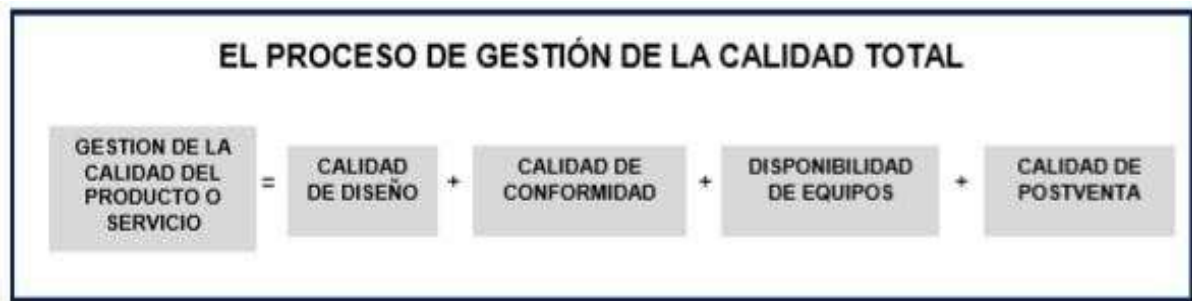 EL PROCESO DE GESTIÓN DE LA CALIDAD TOTAL
GESTION DE LA
CALIDAD DEL
PRODUCTO O
SERVICIO
=
CALIDAD
DE DISEÑO
+
CALIDAD DE
CONFORMIDAD
+
DISPONIBILIDAD
DE EQUIPOS
+
CALIDAD DE
POSTVENTA